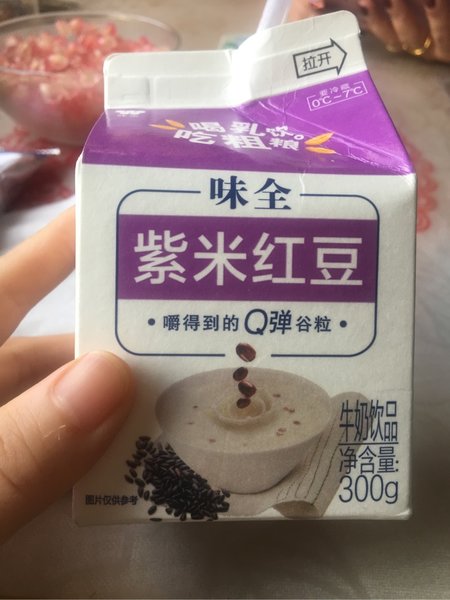 拉开
要冷藏
0℃~7℃
喝乳饮。
吃粗粮
味全
紫米红豆
·嚼得到的Q弹谷粒·
牛奶饮品
净含量:
300g
图片仅供参考